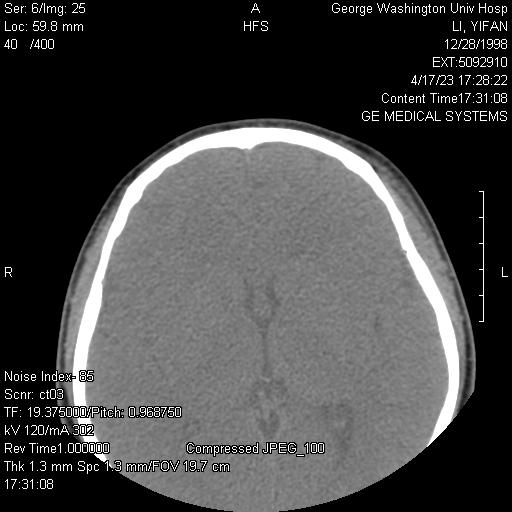 Ser: 6/Img: 25
Loc: 59.8 mm
40 /400
A
HFS
George Washington Univ Hosp
LI, YIFAN
12/28/1998
EXT:5092910
4/17/23 17:28:22
Content Time17:31:08
GE MEDICAL SYSTEMS
R
L
Noise Index- 85
Scnr: ct03
TF: 19.375000/Pitch: 0.968750
kV 120/mA 302
Rev Time1.000000
Compressed JPEG_100
Thk 1.3 mm Spc 1.3 mm/FOV 19.7 cm
17:31:08